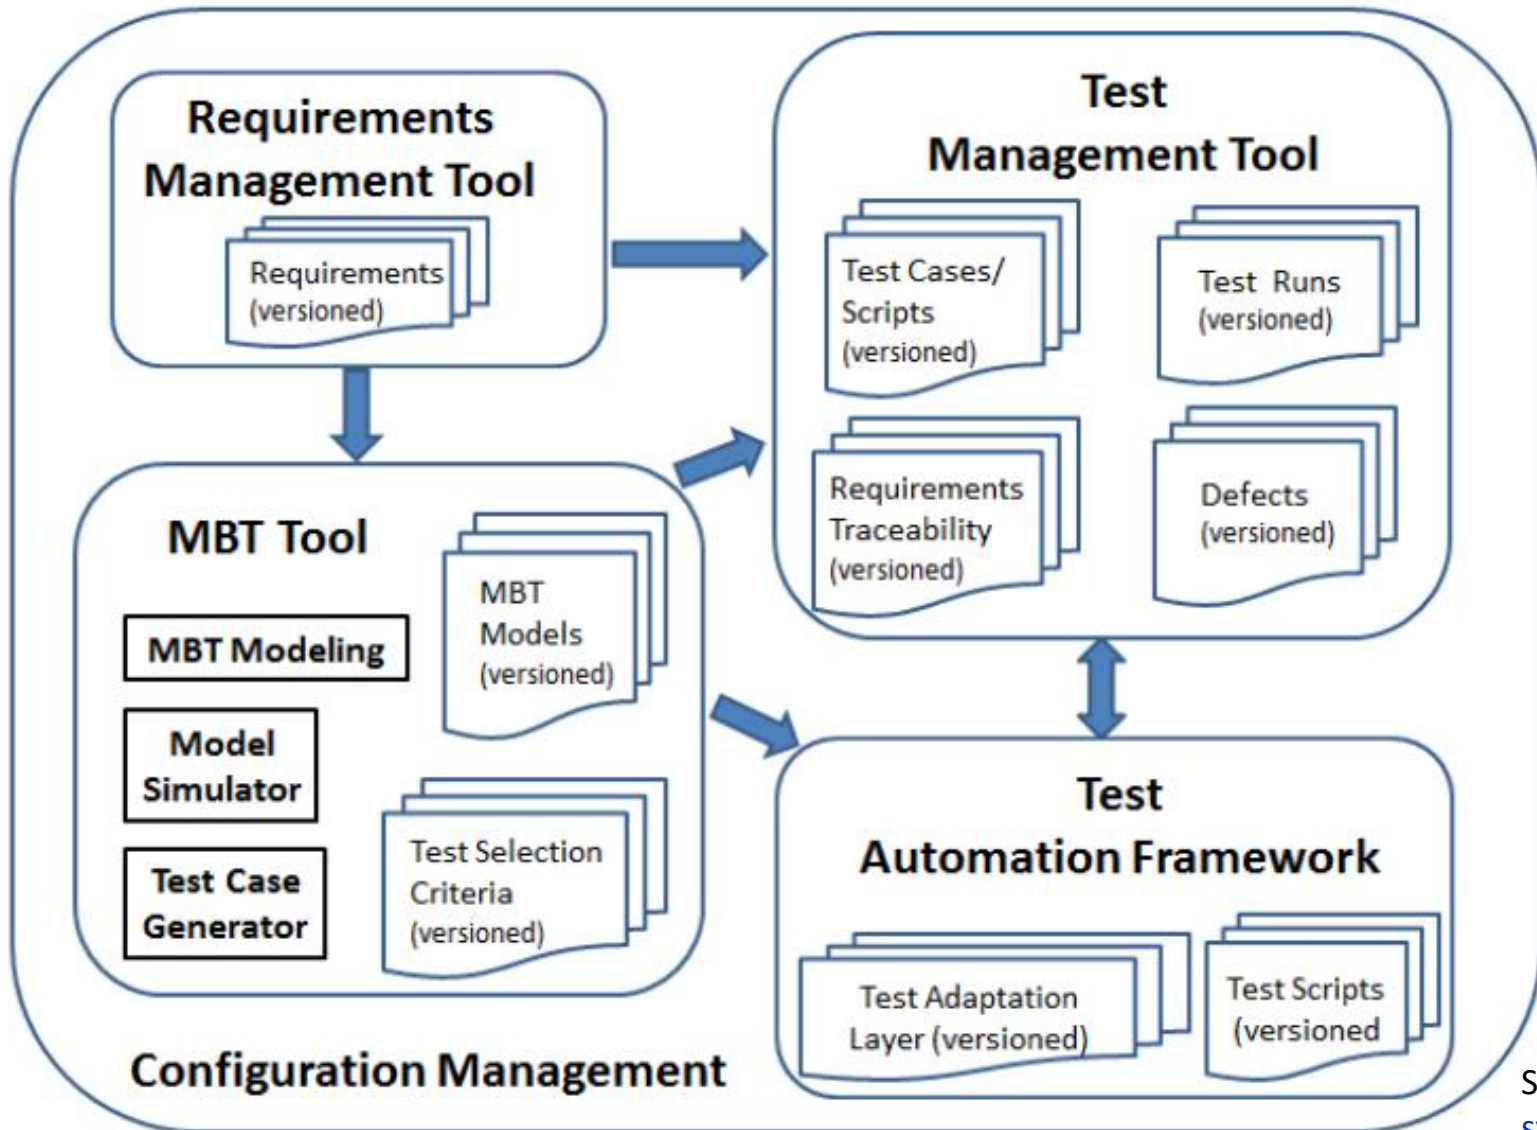 Requirements
Management Tool
Requirements
(versioned)
Test
Management Tool
Test Cases/
Scripts
(versioned)
Test Runs
(versioned)
Requirements
Traceability
(versioned)
Defects
(versioned)
MBT Tool
MBT
Models
(versioned)
MBT Modeling
Model
Simulator
Test Case
Generator
Test Selection
Criteria
(versioned)
Test
Automation Framework
Test Adaptation
Layer (versioned)
Test Scripts
(versioned
Configuration Management